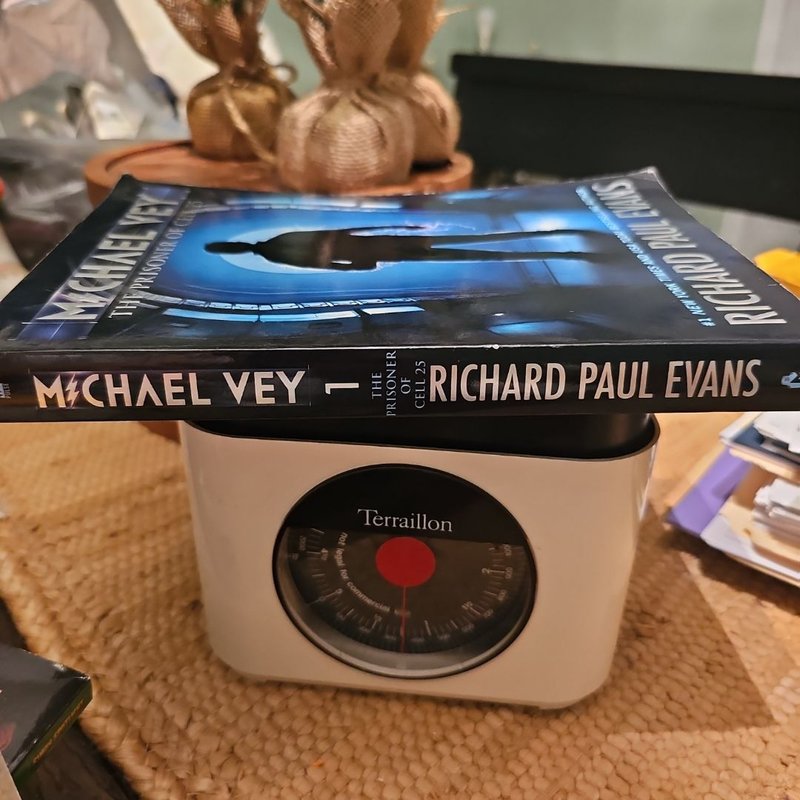 MICHAEL VEY
THE PRISONER OF CELL 25
RICHARD PAUL EVANS
MICHAEL VEY
1
THE
PRISONER
OF
CELL 25
RICHARD PAUL EVANS
Terraillon
not legal for commercial use